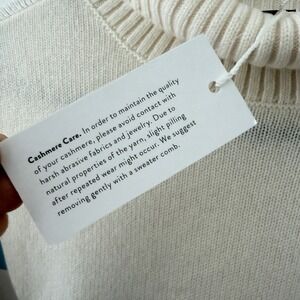 Cashmere Care. In order to maintain the quality
of your cashmere, please avoid contact with
harsh abrasive fabrics and jewelry. Due to
natural properties of the yarn, slight pilling
after repeated wear might occur. We suggest
removing gently with a sweater comb.